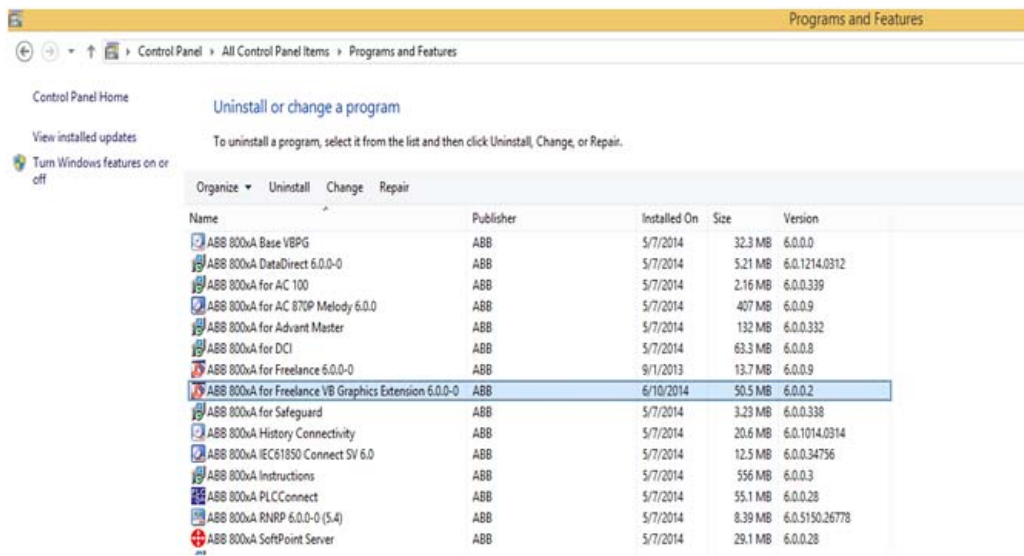 Programs and Features
Control Panel › All Control Panel Items › Programs and Features
Control Panel Home
View installed updates
Turn Windows features on or off
Uninstall or change a program
To uninstall a program, select it from the list and then click Uninstall, Change, or Repair.
Organize Uninstall Change Repair
Name Publisher Installed On Size Version
ABB 800xA Base VBPG ABB 5/7/2014 32.3 MB 6.0.0.0
ABB 800xA DataDirect 6.0.0-0 ABB 5/7/2014 5.21 MB 6.0.1214.0312
ABB 800xA for AC 100 ABB 5/7/2014 2.16 MB 6.0.0.339
ABB 800xA for AC 870P Melody 6.0.0 ABB 5/7/2014 407 MB 6.0.0.9
ABB 800xA for Advant Master ABB 5/7/2014 132 MB 6.0.0.332
ABB 800xA for DCI ABB 5/7/2014 63.3 MB 6.0.0.8
ABB 800xA for Freelance 6.0.0-0 ABB 9/1/2013 13.7 MB 6.0.0.9
ABB 800xA for Freelance VB Graphics Extension 6.0.0-0 ABB 6/10/2014 50.5 MB 6.0.0.2
ABB 800xA for Safeguard ABB 5/7/2014 3.23 MB 6.0.0.338
ABB 800xA History Connectivity ABB 5/7/2014 20.6 MB 6.0.1014.0314
ABB 800xA IEC61850 Connect SV 6.0 ABB 5/7/2014 12.5 MB 6.0.0.34756
ABB 800xA Instructions ABB 5/7/2014 556 MB 6.0.0.3
ABB 800xA PLCConnect ABB 5/7/2014 55.1 MB 6.0.0.28
ABB 800xA RNRP 6.0.0-0 (5.4) ABB 5/7/2014 8.39 MB 6.0.5150.26778
ABB 800xA SoftPoint Server ABB 5/7/2014 29.1 MB 6.0.0.28